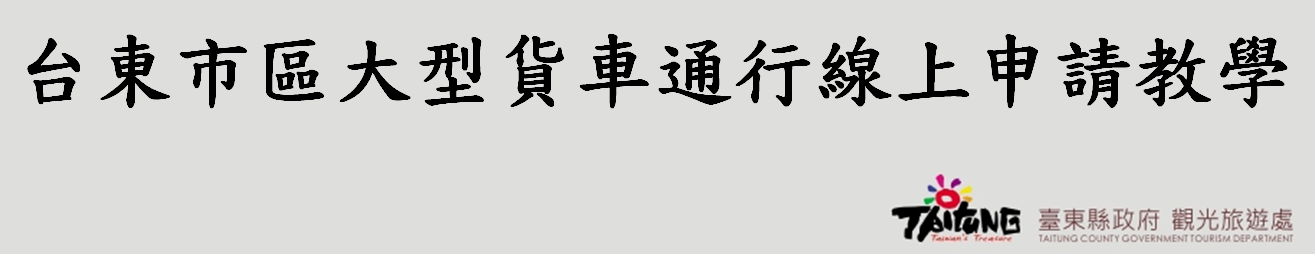 台東市區大型貨車通行線上申請教學
TAITUNG
Taiwan's Treasure
臺東縣政府 觀光旅遊處
TAITUNG COUNTY GOVERNMENT TOURISM DEPARTMENT